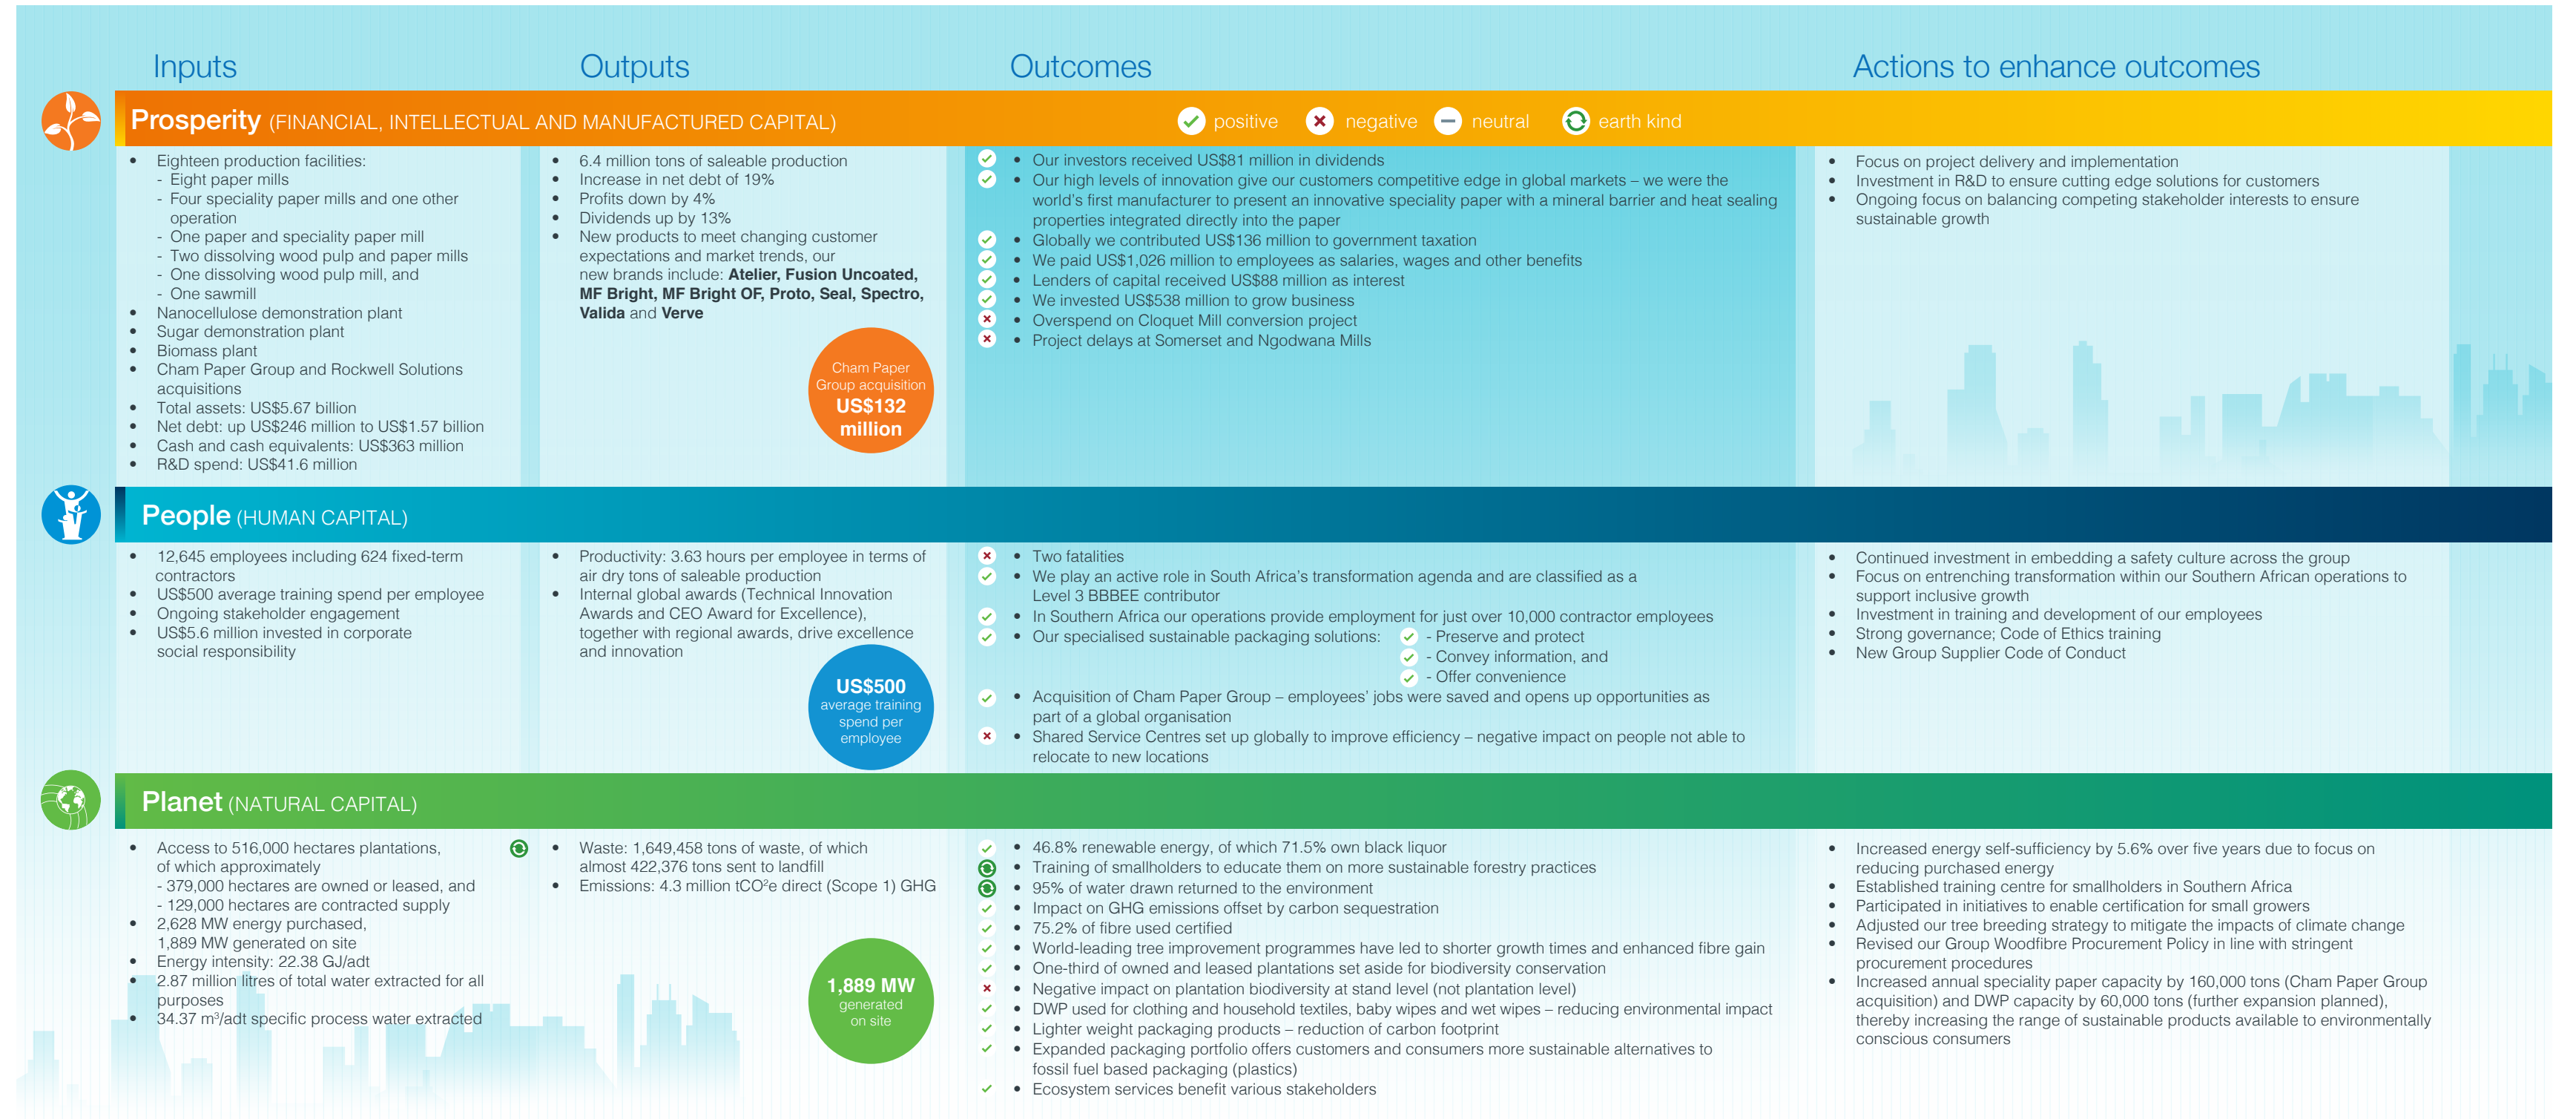 Inputs
Outputs
Outcomes
Actions to enhance outcomes
Prosperity (FINANCIAL, INTELLECTUAL AND MANUFACTURED CAPITAL)
positive
negative
neutral
earth kind
• Eighteen production facilities:
- Eight paper mills
- Four speciality paper mills and one other
operation
- One paper and speciality paper mill
- Two dissolving wood pulp and paper mills
- One dissolving wood pulp mill, and
- One sawmill
• Nanocellulose demonstration plant
• Sugar demonstration plant
• Biomass plant
• Cham Paper Group and Rockwell Solutions
acquisitions
• Total assets: US$5.67 billion
• Net debt: up US$246 million to US$1.57 billion
• Cash and cash equivalents: US$363 million
• R&D spend: US$41.6 million
• 6.4 million tons of saleable production
• Increase in net debt of 19%
• Profits down by 4%
• Dividends up by 13%
• New products to meet changing customer
expectations and market trends, our
new brands include: Atelier, Fusion Uncoated,
MF Bright, MF Bright OF, Proto, Seal, Spectro,
Valida and Verve
Cham Paper
Group acquisition
US$132
million
• Our investors received US$81 million in dividends
• Our high levels of innovation give our customers competitive edge in global markets – we were the
world's first manufacturer to present an innovative speciality paper with a mineral barrier and heat sealing
properties integrated directly into the paper
• Globally we contributed US$136 million to government taxation
• We paid US$1,026 million to employees as salaries, wages and other benefits
• Lenders of capital received US$88 million as interest
• We invested US$538 million to grow business
• Overspend on Cloquet Mill conversion project
• Project delays at Somerset and Ngodwana Mills
• Focus on project delivery and implementation
• Investment in R&D to ensure cutting edge solutions for customers
• Ongoing focus on balancing competing stakeholder interests to ensure
sustainable growth
People (HUMAN CAPITAL)
• 12,645 employees including 624 fixed-term
contractors
• US$500 average training spend per employee
• Ongoing stakeholder engagement
• US$5.6 million invested in corporate
social responsibility
• Productivity: 3.63 hours per employee in terms of
air dry tons of saleable production
• Internal global awards (Technical Innovation
Awards and CEO Award for Excellence),
together with regional awards, drive excellence
and innovation
US$500
average training
spend per
employee
• Two fatalities
• We play an active role in South Africa's transformation agenda and are classified as a
Level 3 BBBEE contributor
• In Southern Africa our operations provide employment for just over 10,000 contractor employees
• Our specialised sustainable packaging solutions:
- Preserve and protect
- Convey information, and
- Offer convenience
• Acquisition of Cham Paper Group – employees' jobs were saved and opens up opportunities as
part of a global organisation
• Shared Service Centres set up globally to improve efficiency – negative impact on people not able to
relocate to new locations
• Continued investment in embedding a safety culture across the group
• Focus on entrenching transformation within our Southern African operations to
support inclusive growth
• Investment in training and development of our employees
• Strong governance; Code of Ethics training
• New Group Supplier Code of Conduct
Planet (NATURAL CAPITAL)
• Access to 516,000 hectares plantations,
of which approximately
- 379,000 hectares are owned or leased, and
- 129,000 hectares are contracted supply
• 2,628 MW energy purchased,
1,889 MW generated on site
• Energy intensity: 22.38 GJ/adt
• 2.87 million litres of total water extracted for all
purposes
• 34.37 m³/adt specific process water extracted
• Waste: 1,649,458 tons of waste, of which
almost 422,376 tons sent to landfill
• Emissions: 4.3 million tCO²e direct (Scope 1) GHG
1,889 MW
generated
on site
• 46.8% renewable energy, of which 71.5% own black liquor
• Training of smallholders to educate them on more sustainable forestry practices
• 95% of water drawn returned to the environment
• Impact on GHG emissions offset by carbon sequestration
• 75.2% of fibre used certified
• World-leading tree improvement programmes have led to shorter growth times and enhanced fibre gain
• One-third of owned and leased plantations set aside for biodiversity conservation
• Negative impact on plantation biodiversity at stand level (not plantation level)
• DWP used for clothing and household textiles, baby wipes and wet wipes – reducing environmental impact
• Lighter weight packaging products – reduction of carbon footprint
• Expanded packaging portfolio offers customers and consumers more sustainable alternatives to
fossil fuel based packaging (plastics)
• Ecosystem services benefit various stakeholders
• Increased energy self-sufficiency by 5.6% over five years due to focus on
reducing purchased energy
• Established training centre for smallholders in Southern Africa
• Participated in initiatives to enable certification for small growers
• Adjusted our tree breeding strategy to mitigate the impacts of climate change
• Revised our Group Woodfibre Procurement Policy in line with stringent
procurement procedures
• Increased annual speciality paper capacity by 160,000 tons (Cham Paper Group
acquisition) and DWP capacity by 60,000 tons (further expansion planned),
thereby increasing the range of sustainable products available to environmentally
conscious consumers